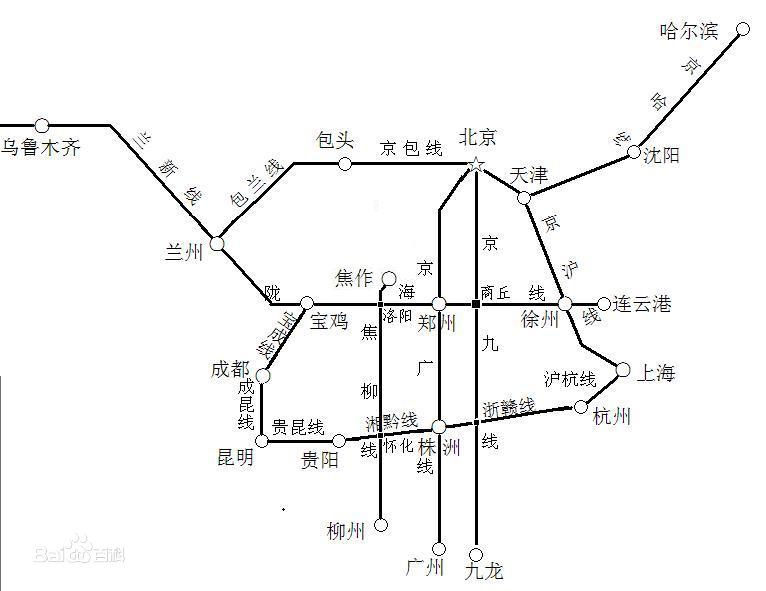 哈尔滨
京哈线
沈阳
乌鲁木齐
兰新线
包兰线
包头
京包线
北京
天津
兰州
京沪线
京广线
京九线
焦作
陇海线
商丘
宝鸡
洛阳
郑州
徐州
连云港
宝成线
焦柳线
成都
成昆线
上海
沪杭线
杭州
浙赣线
湘黔线
贵昆线
昆明
贵阳
怀化
株洲
柳州
广州
九龙
Bai百科